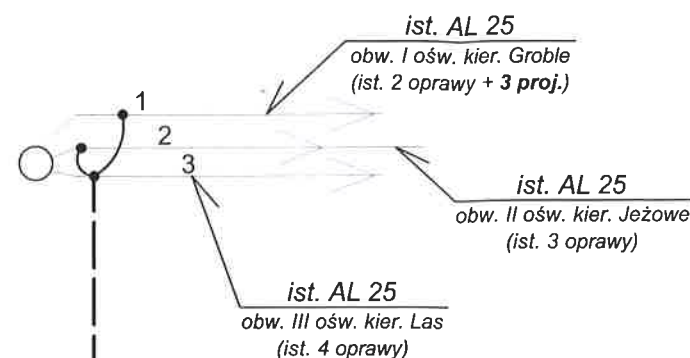 ist. AL 25
obw. I ośw. kier. Groble
(ist. 2 oprawy + 3 proj.)
1
2
3
ist. AL 25
obw. II ośw. kier. Jeżowe
(ist. 3 oprawy)
ist. AL 25
obw. III ośw. kier. Las
(ist. 4 oprawy)